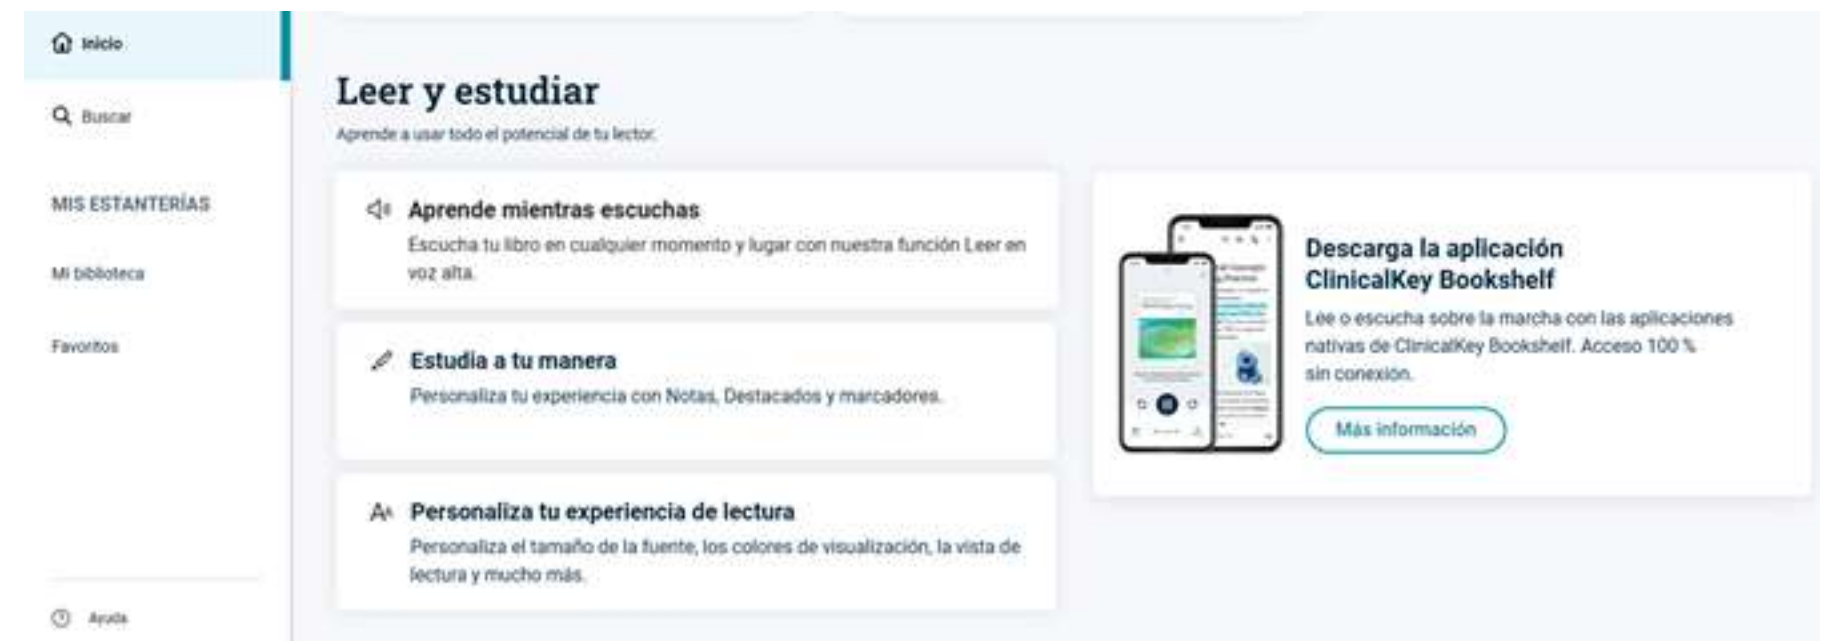 Inicio
Buscar
MIS ESTANTERÍAS
Mi biblioteca
Favoritos
Ayuda
Leer y estudiar
Aprende a usar todo el potencial de tu lector.
Aprende mientras escuchas
Escucha tu libro en cualquier momento y lugar con nuestra función Leer en
voz alta.
Estudia a tu manera
Personaliza tu experiencia con Notas, Destacados y marcadores.
Personaliza tu experiencia de lectura
Personaliza el tamaño de la fuente, los colores de visualización, la vista de
lectura y mucho más.
Descarga la aplicación
ClinicalKey Bookshelf
Lee o escucha sobre la marcha con las aplicaciones
nativas de ClinicalKey Bookshelf. Acceso 100 %
sin conexión.
Más información